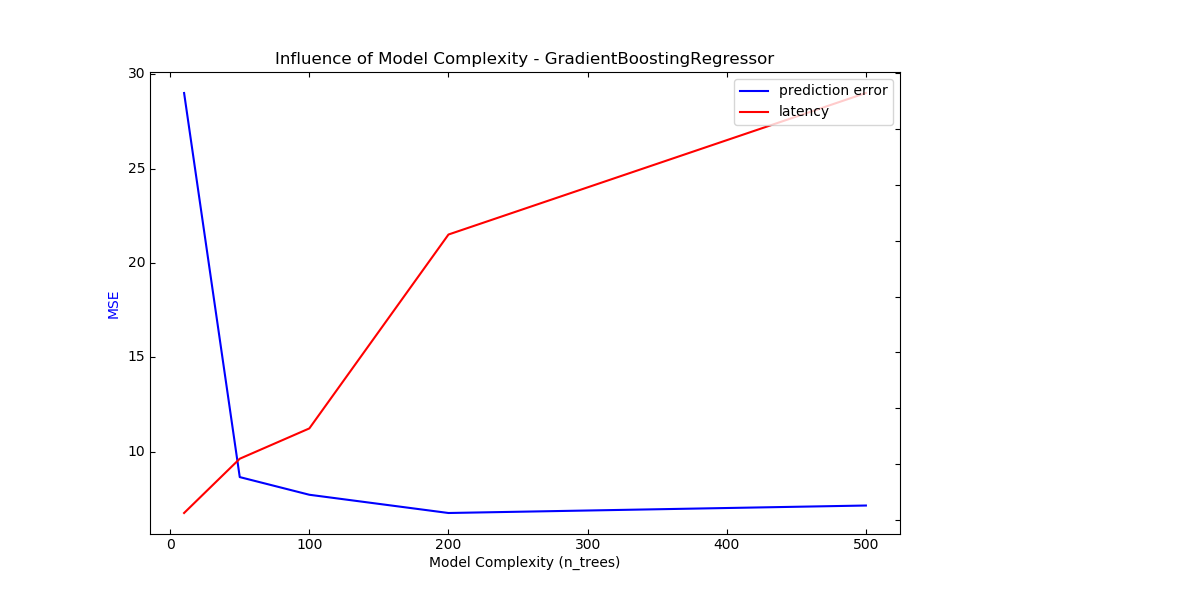 Influence of Model Complexity - GradientBoostingRegressor
prediction error
latency
30
25
20
15
10
MSE
0
100
200
300
400
500
Model Complexity (n_trees)